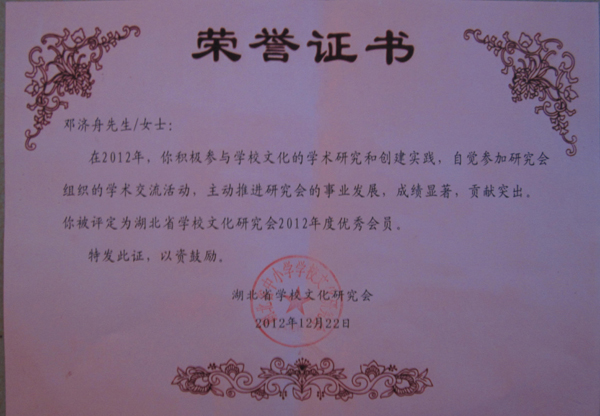 荣誉证书
邓济舟先生/女士：
在2012年，你积极参与学校文化的学术研究和创建实践，自觉参加研究会
组织的学术交流活动，主动推进研究会的事业发展，成绩显著，贡献突出。
你被评定为湖北省学校文化研究会2012年度优秀会员。
特发此证，以资鼓励。
中小学学校文
湖北省学校文化研究会
2012年12月22日